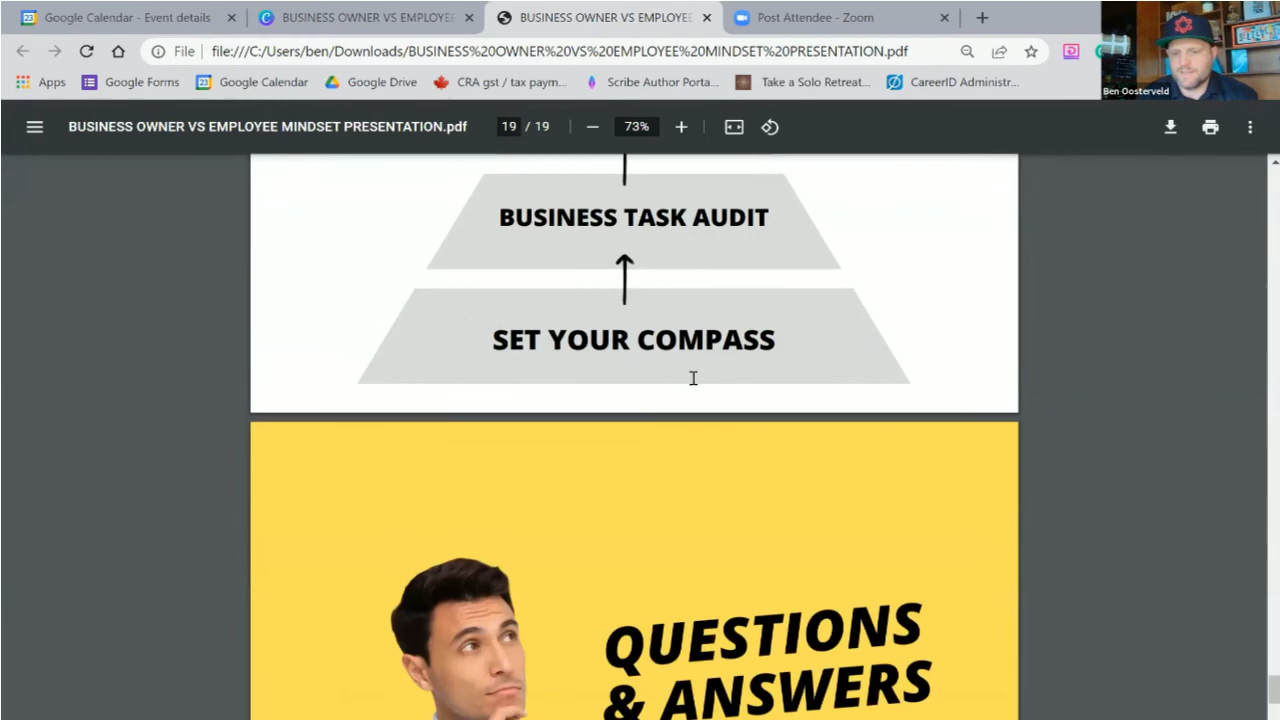 Google Calendar - Event details
BUSINESS OWNER VS EMPLOYEE
BUSINESS OWNER VS EMPLOYEE
Post Attendee - Zoom
File
file:///C:/Users/ben/Downloads/BUSINESS%20OWNER%20VS%20EMPLOYEE%20MINDSET%20PRESENTATION.pdf
Apps
Google Forms
23
Google Calendar
Google Drive
CRA gst / tax paym...
Scribe Author Porta...
Take a Solo Retreat...
CareerID Administr...
Ben Oosterveld
BUSINESS OWNER VS EMPLOYEE MINDSET PRESENTATION.pdf
19 / 19
73%
BUSINESS TASK AUDIT
SET YOUR COMPASS
QUESTIONS
& ANSWERS